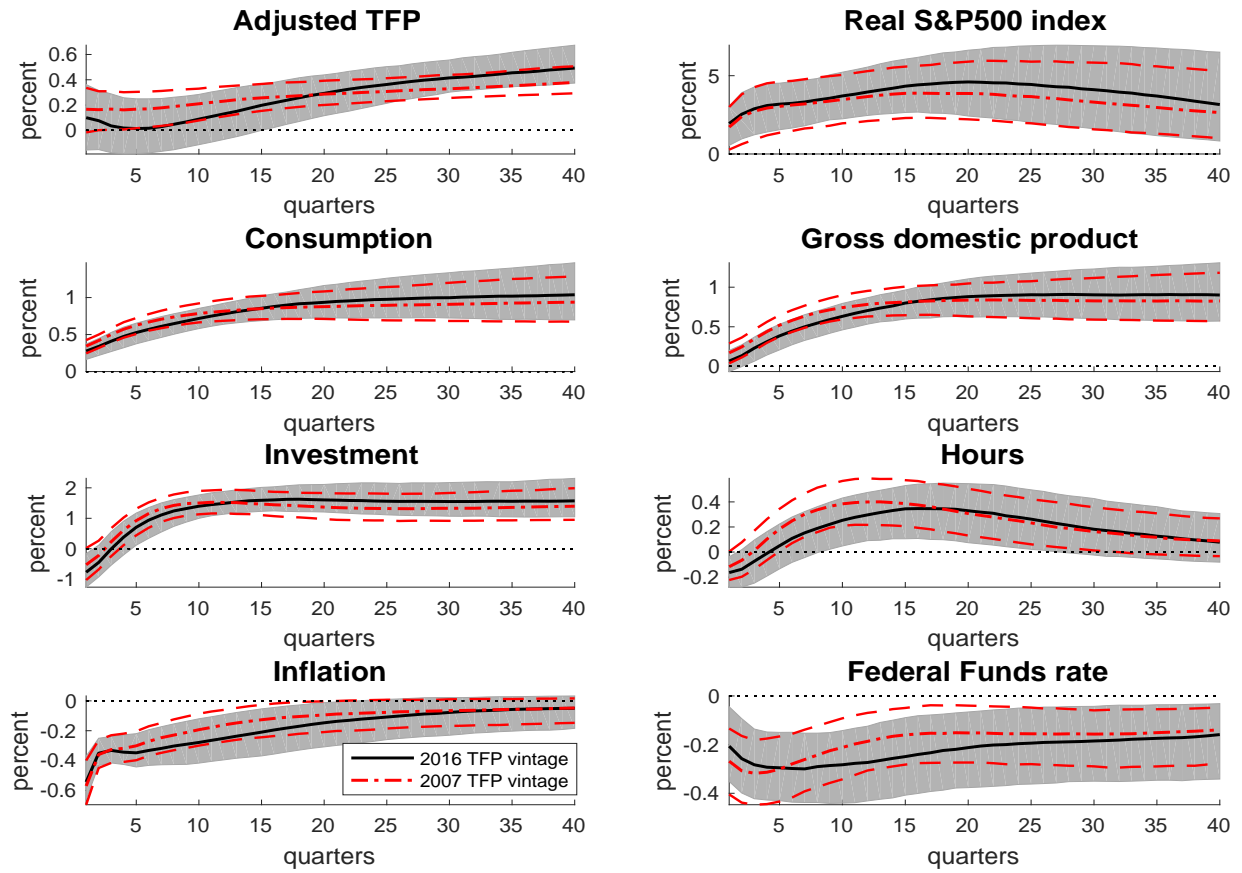 Adjusted TFP
percent
0.6
0.4
0.2
0
5 10 15 20 25 30 35 40
quarters
Real S&P500 index
percent
5
0
5 10 15 20 25 30 35 40
quarters
Consumption
percent
1
0.5
0
5 10 15 20 25 30 35 40
quarters
Gross domestic product
percent
1
0.5
0
5 10 15 20 25 30 35 40
quarters
Investment
percent
2
1
0
-1
5 10 15 20 25 30 35 40
quarters
Hours
percent
0.4
0.2
0
-0.2
5 10 15 20 25 30 35 40
quarters
Inflation
percent
0
-0.2
-0.4
-0.6
2016 TFP vintage
2007 TFP vintage
5 10 15 20 25 30 35 40
quarters
Federal Funds rate
percent
0
-0.2
-0.4
5 10 15 20 25 30 35 40
quarters